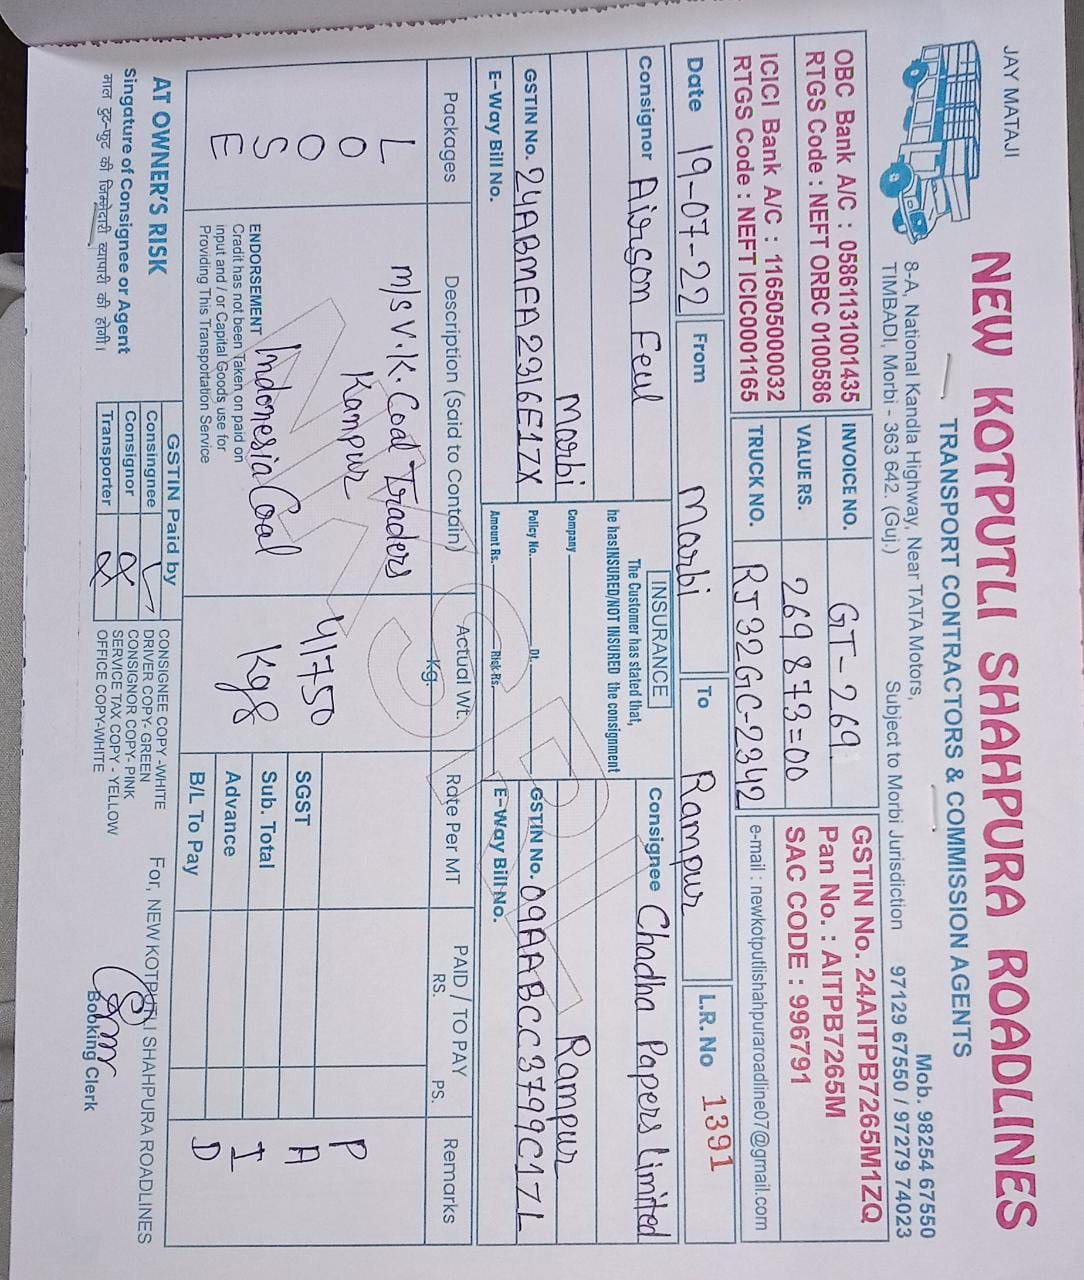 JAY MATAJI
NEW KOTPUTLI SHAHPURA ROADLINES
TRANSPORT CONTRACTORS & COMMISSION AGENTS
8-A, National Kandla Highway, Near TATA Motors,
TIMBADI, Morbi - 363 642. (Guj.)
Subject to Morbi Jurisdiction
Mob. 98254 67550
97129 67550 / 97279 74023
OBC Bank A/C : 05861131001435
RTGS Code : NEFT ORBC 0100586
ICICI Bank A/C : 116505000032
RTGS Code : NEFT ICIC0001165
INVOICE NO. GT-269
VALUE RS. 269873=00
TRUCK NO. RJ32GC-2342
GSTIN No. 24AITPB7265M1ZQ
Pan No. : AITPB7265M
SAC CODE : 996791
e-mail : newkotputlishahpuraroadline07@gmail.com
Date 19-07-22 From Morbi To Rampur L.R. No 1391
Consignor Airson Feul
Morbi
GSTIN No. 24ABMFA2316E1ZX
E-Way Bill No.
INSURANCE
The Customer has stated that,
he has INSURED/NOT INSURED the consignment
Company
Policy No. Dt.
Amount Rs. Risk Rs.
Consignee Chadha Papers Limited
Rampur
GSTIN No. 09AABCC3799C1ZL
E-Way Bill No.
Packages Description (Said to Contain) Actual Wt. kg. Rate Per MT PAID / TO PAY RS. PS. Remarks
L
O
O
S
E
M/S V.K. Coal Traders
Kampur
Indonesia Coal
41750
Kgs
P
A
I
D
ENDORSEMENT
Cradit has not been Taken on paid on
input and / or Capital Goods use for
Providing This Transportation Service
SGST
Sub. Total
Advance
B/L To Pay
AT OWNER'S RISK
Singature of Consignee or Agent
माल टुट-फुट की जिम्मेदारी व्यापारी की होगी।
GSTIN Paid by
Consingnee
Consignor
Transporter
CONSIGNEE COPY -WHITE
DRIVER COPY- GREEN
CONSIGNOR COPY- PINK
SERVICE TAX COPY - YELLOW
OFFICE COPY-WHITE
For, NEW KOTPUTLI SHAHPURA ROADLINES
Booking Clerk